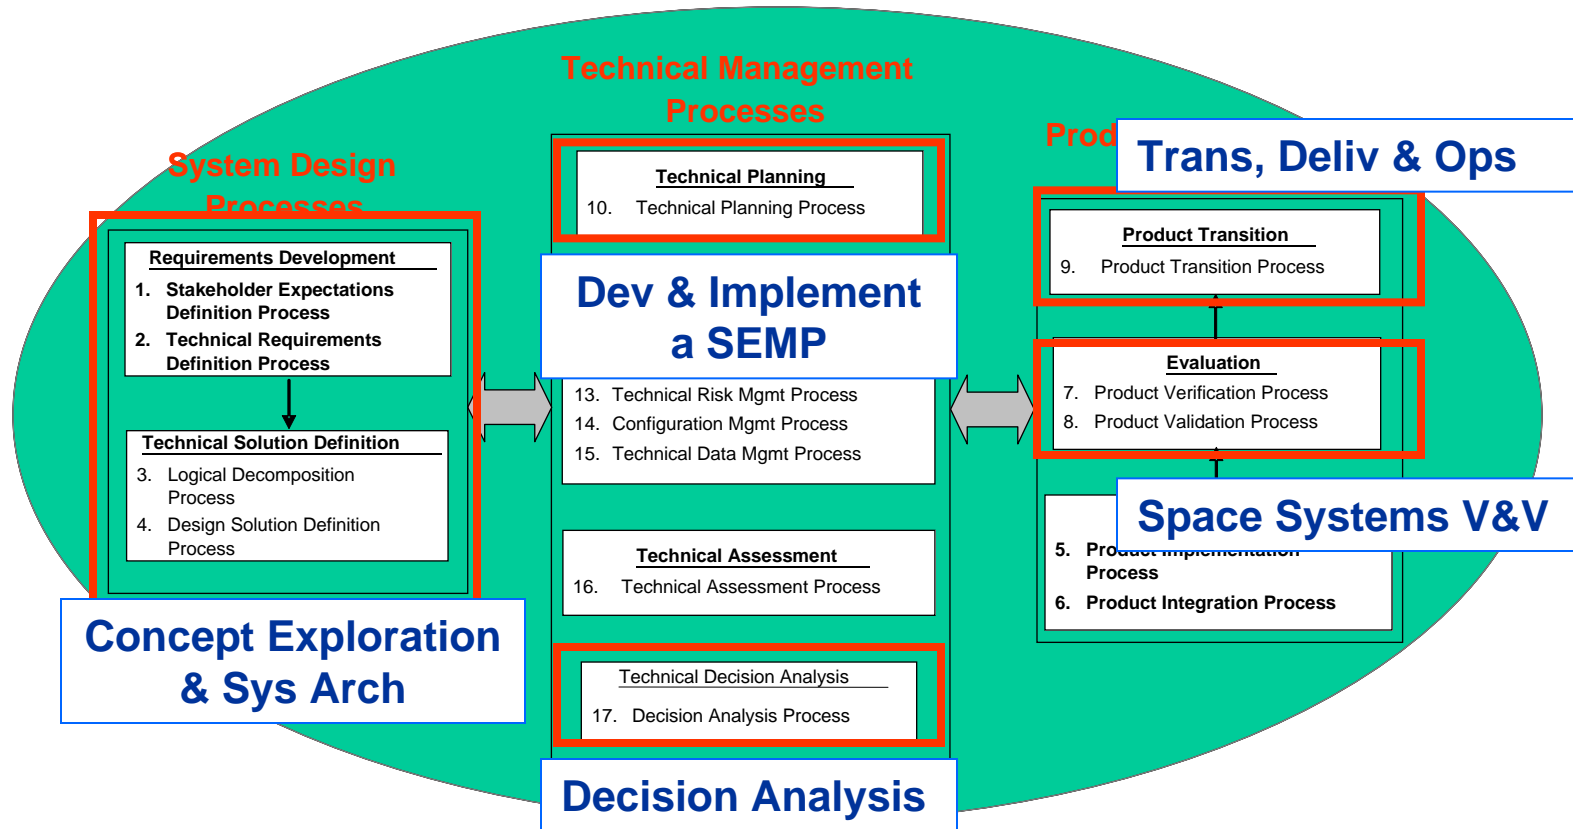 Technical Management
Processes
System Design
Processes
Requirements Development
1. Stakeholder Expectations
Definition Process
2. Technical Requirements
Definition Process
Technical Solution Definition
3. Logical Decomposition
Process
4. Design Solution Definition
Process
Concept Exploration
& Sys Arch
Technical Planning
10. Technical Planning Process
Dev & Implement
a SEMP
13. Technical Risk Mgmt Process
14. Configuration Mgmt Process
15. Technical Data Mgmt Process
Technical Assessment
16. Technical Assessment Process
Technical Decision Analysis
17. Decision Analysis Process
Decision Analysis
Trans, Deliv & Ops
Product Transition
9. Product Transition Process
Evaluation
7. Product Verification Process
8. Product Validation Process
Space Systems V&V
5. Product Implementation
Process
6. Product Integration Process